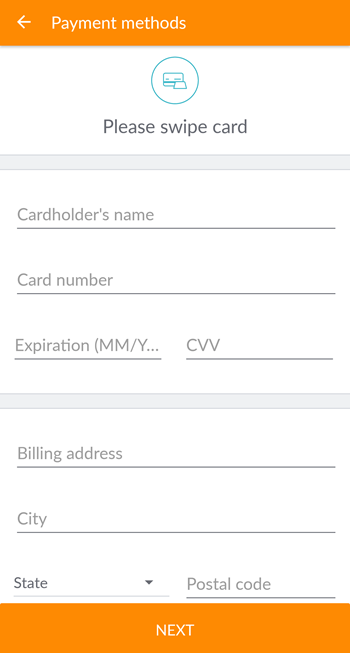 Payment methods
Please swipe card
Cardholder's name
Card number
Expiration (MM/Y... CVV
Billing address
City
State Postal code
NEXT